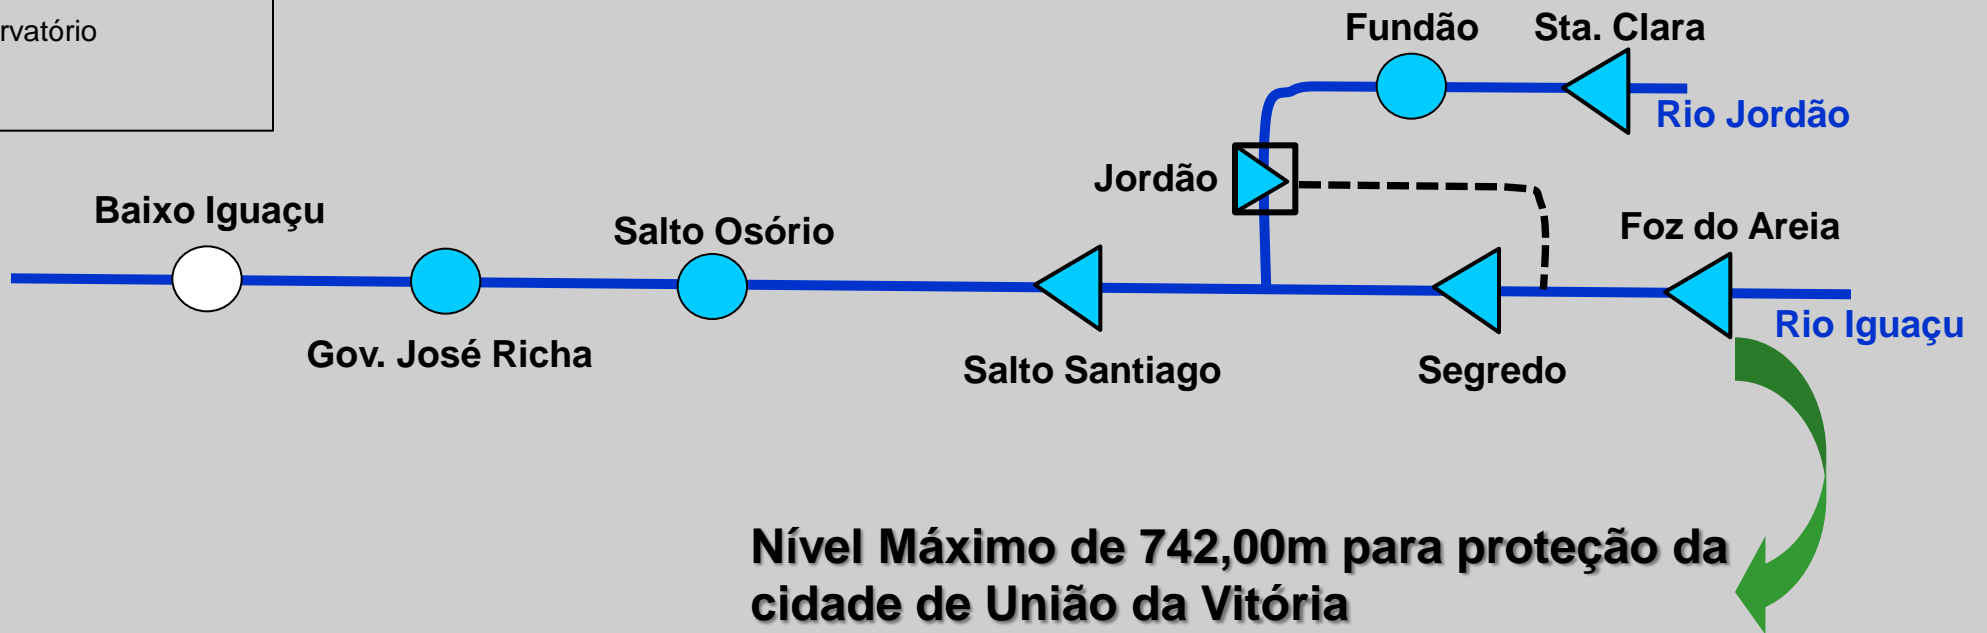 rvatório
Fundão
Sta. Clara
Rio Jordão
Jordão
Baixo Iguaçu
Salto Osório
Foz do Areia
Rio Iguaçu
Gov. José Richa
Salto Santiago
Segredo
Nível Máximo de 742,00m para proteção da
cidade de União da Vitória